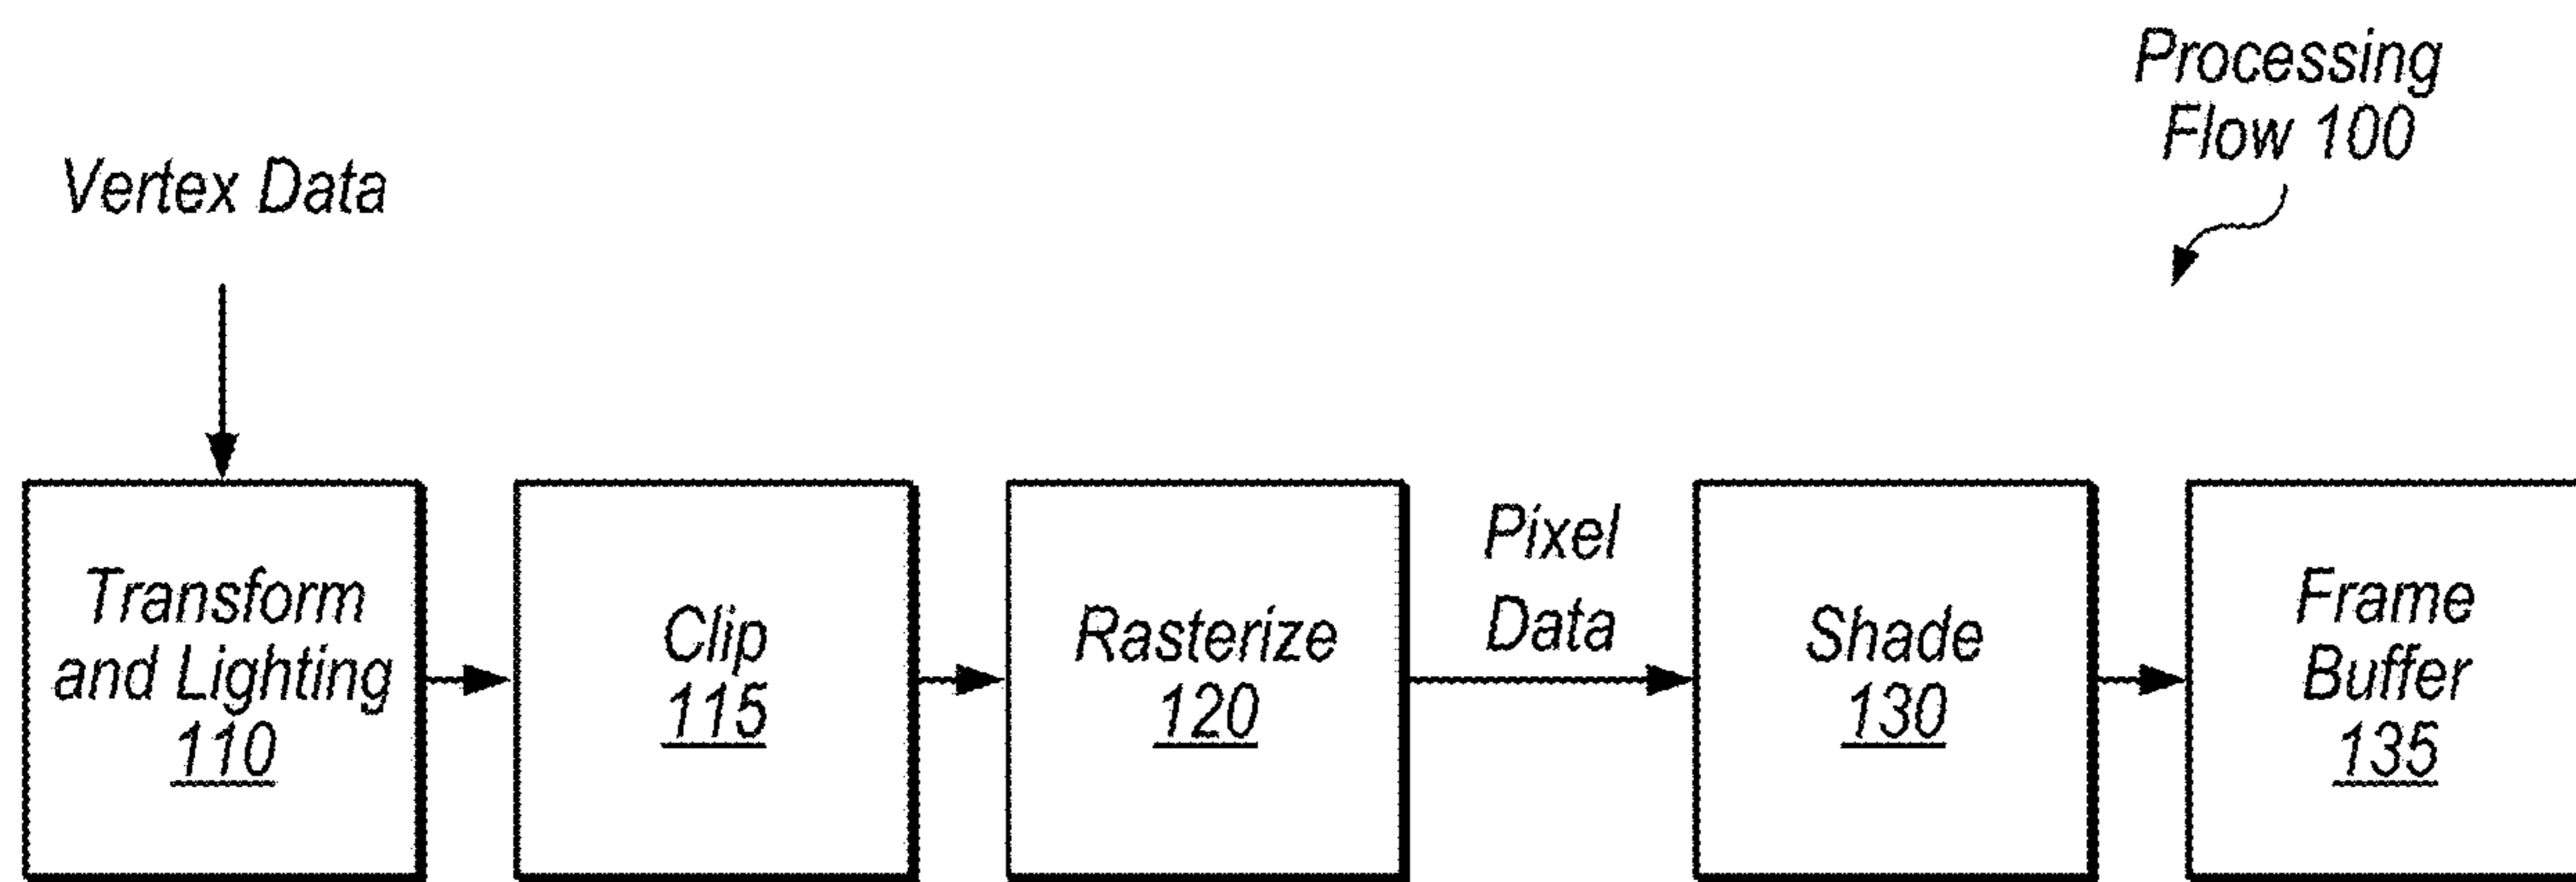 Processing
Flow 100
Vertex Data
Transform
and Lighting
110
Clip
115
Rasterize
120
Pixel
Data
Shade
130
Frame
Buffer
135